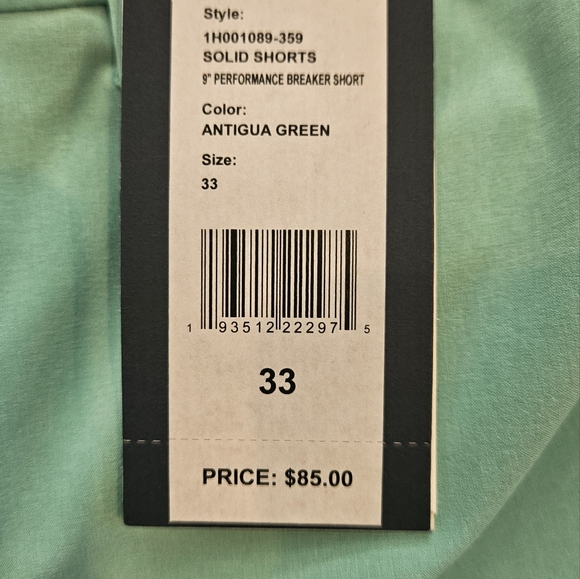 Style:
1H001089-359
SOLID SHORTS
9" PERFORMANCE BREAKER SHORT
Color:
ANTIGUA GREEN
Size:
33
1 93512 22297 5
33
PRICE: $85.00